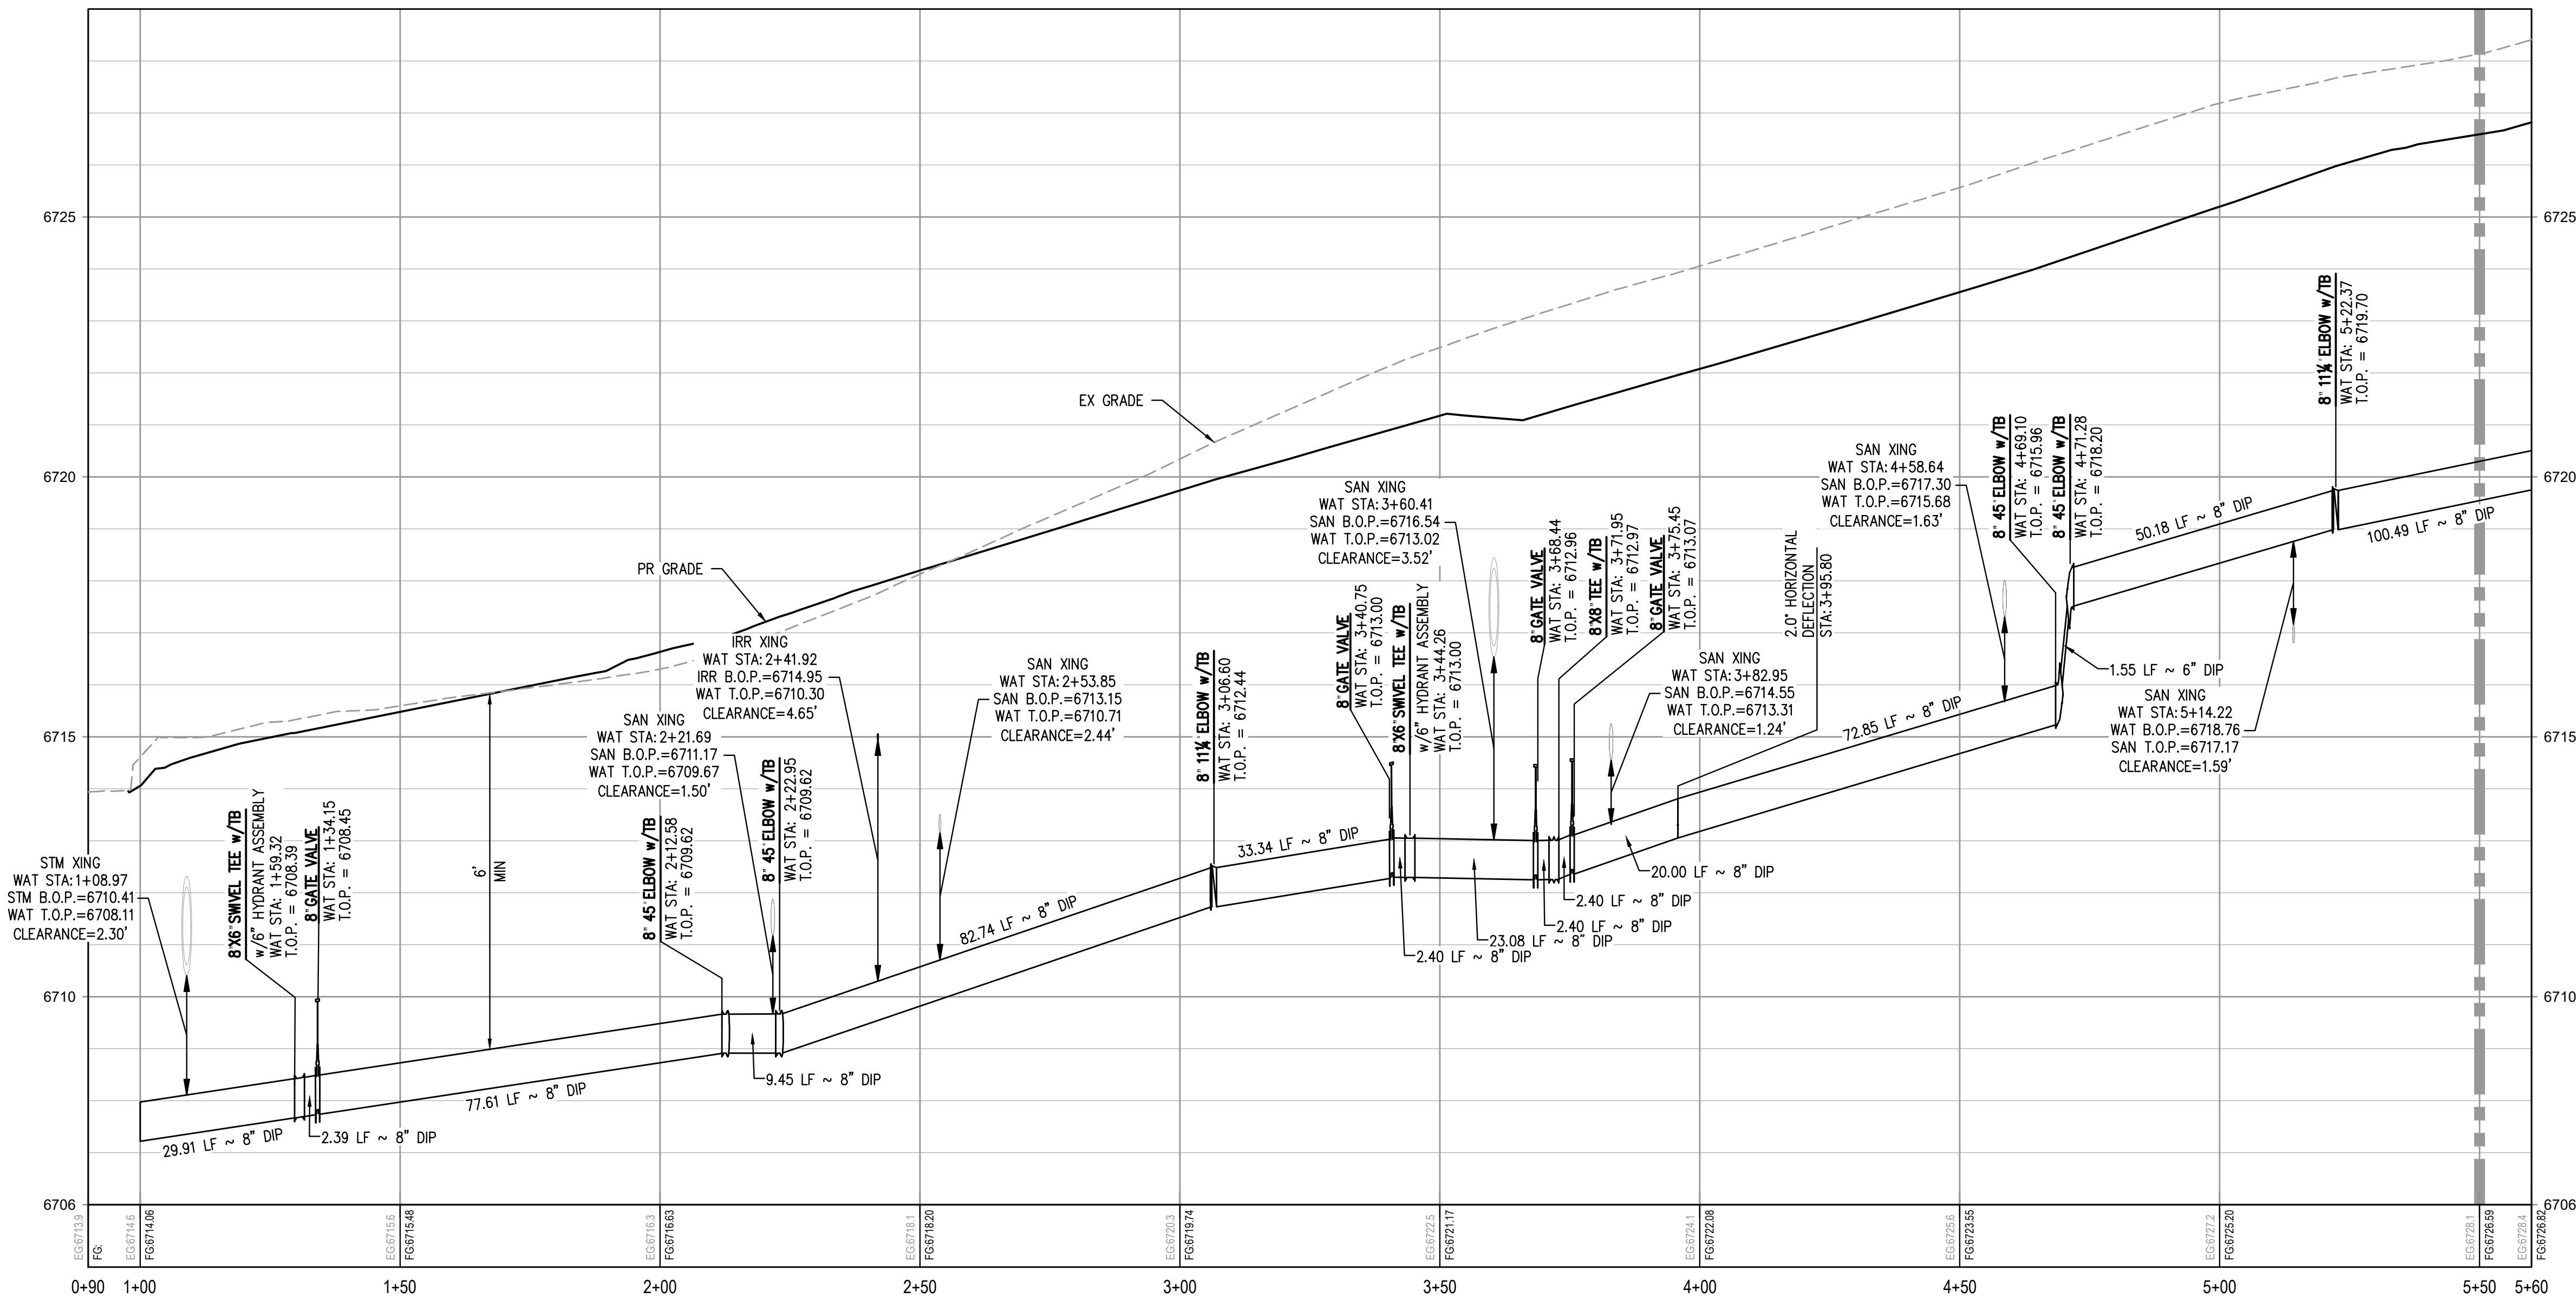 6725
6720
6715
6710
6706
6725
6720
6715
6710
6706
EX GRADE
PR GRADE
6'
MIN
STM XING
WAT STA:1+08.97
STM B.O.P.=6710.41
WAT T.O.P.=6708.11
CLEARANCE=2.30'
8"X6"SWIVEL TEE w/TB
w/6" HYDRANT ASSEMBLY
WAT STA: 1+59.32
T.O.P. = 6708.39
8"GATE VALVE
WAT STA: 1+34.15
T.O.P. = 6708.45
29.91 LF ~ 8" DIP
2.39 LF ~ 8" DIP
77.61 LF ~ 8" DIP
8" 45°ELBOW w/TB
WAT STA: 2+12.58
T.O.P. = 6709.62
SAN XING
WAT STA:2+21.69
SAN B.O.P.=6711.17
WAT T.O.P.=6709.67
CLEARANCE=1.50'
8" 45°ELBOW w/TB
WAT STA: 2+22.95
T.O.P. = 6709.62
9.45 LF ~ 8" DIP
IRR XING
WAT STA:2+41.92
IRR B.O.P.=6714.95
WAT T.O.P.=6710.30
CLEARANCE=4.65'
SAN XING
WAT STA:2+53.85
SAN B.O.P.=6713.15
WAT T.O.P.=6710.71
CLEARANCE=2.44'
82.74 LF ~ 8" DIP
8" 11¼°ELBOW w/TB
WAT STA: 3+06.60
T.O.P. = 6712.44
33.34 LF ~ 8" DIP
8"GATE VALVE
WAT STA: 3+40.75
T.O.P. = 6713.00
8"X6"SWIVEL TEE w/TB
w/6" HYDRANT ASSEMBLY
WAT STA: 3+44.26
T.O.P. = 6713.00
SAN XING
WAT STA:3+60.41
SAN B.O.P.=6716.54
WAT T.O.P.=6713.02
CLEARANCE=3.52'
2.40 LF ~ 8" DIP
23.08 LF ~ 8" DIP
2.40 LF ~ 8" DIP
2.40 LF ~ 8" DIP
20.00 LF ~ 8" DIP
8"GATE VALVE
WAT STA: 3+68.44
T.O.P. = 6712.96
8"X8"TEE w/TB
WAT STA: 3+71.95
T.O.P. = 6712.97
8"GATE VALVE
WAT STA: 3+75.45
T.O.P. = 6713.07
SAN XING
WAT STA:3+82.95
SAN B.O.P.=6714.55
WAT T.O.P.=6713.31
CLEARANCE=1.24'
2.0° HORIZONTAL
DEFLECTION
STA:3+95.80
72.85 LF ~ 8" DIP
SAN XING
WAT STA:4+58.64
SAN B.O.P.=6717.30
WAT T.O.P.=6715.68
CLEARANCE=1.63'
8" 45°ELBOW w/TB
WAT STA: 4+69.10
T.O.P. = 6715.96
8" 45°ELBOW w/TB
WAT STA: 4+71.28
T.O.P. = 6718.20
1.55 LF ~ 6" DIP
50.18 LF ~ 8" DIP
SAN XING
WAT STA:5+14.22
WAT B.O.P.=6718.76
SAN T.O.P.=6717.17
CLEARANCE=1.59'
8" 11¼°ELBOW w/TB
WAT STA: 5+22.37
T.O.P. = 6719.70
100.49 LF ~ 8" DIP
EG:6713.9
FG:
EG:6714.6
FG:6714.06
EG:6715.6
FG:6715.48
EG:6716.3
FG:6716.63
EG:6718.1
FG:6718.20
EG:6720.3
FG:6719.74
EG:6722.5
FG:6721.17
EG:6724.1
FG:6722.08
EG:6725.6
FG:6723.55
EG:6727.2
FG:6725.20
EG:6728.1
FG:6726.59
EG:6728.4
FG:6726.82
0+90
1+00
1+50
2+00
2+50
3+00
3+50
4+00
4+50
5+00
5+50
5+60